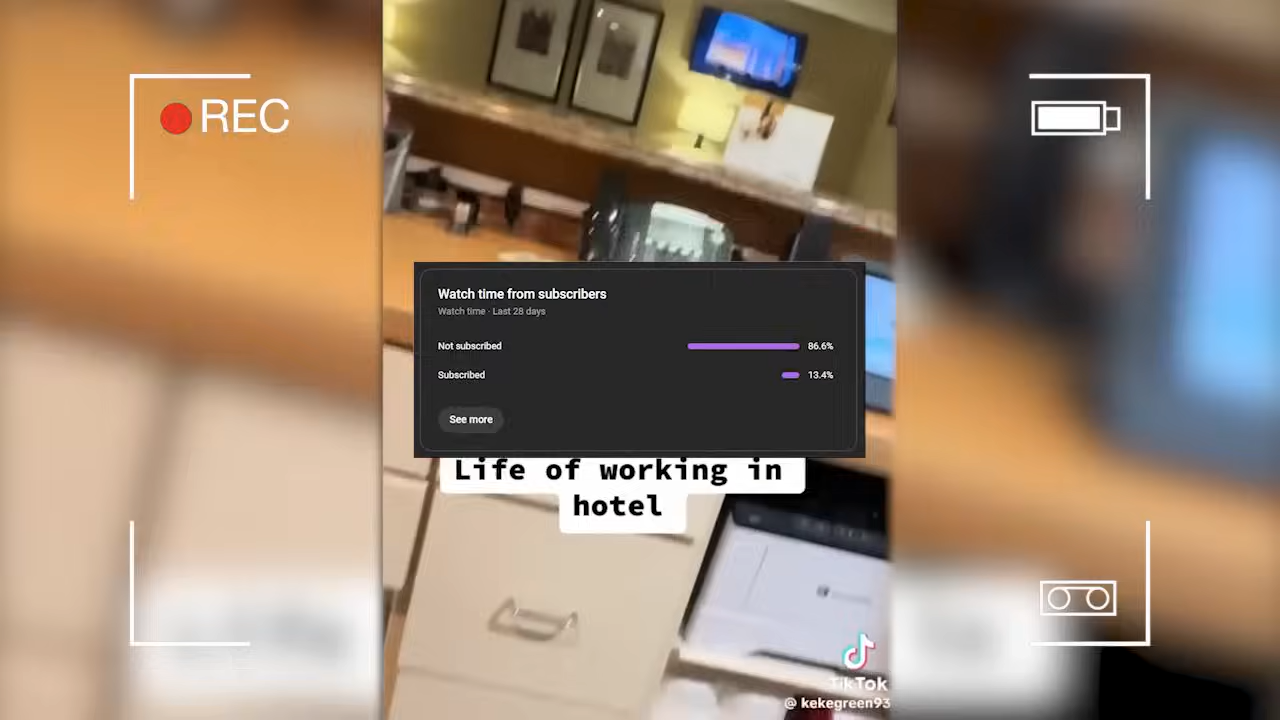 REC
Watch time from subscribers
Watch time · Last 28 days
Not subscribed 86.6%
Subscribed 13.4%
See more
Life of working in
hotel
TikTok
@ kekegreen93